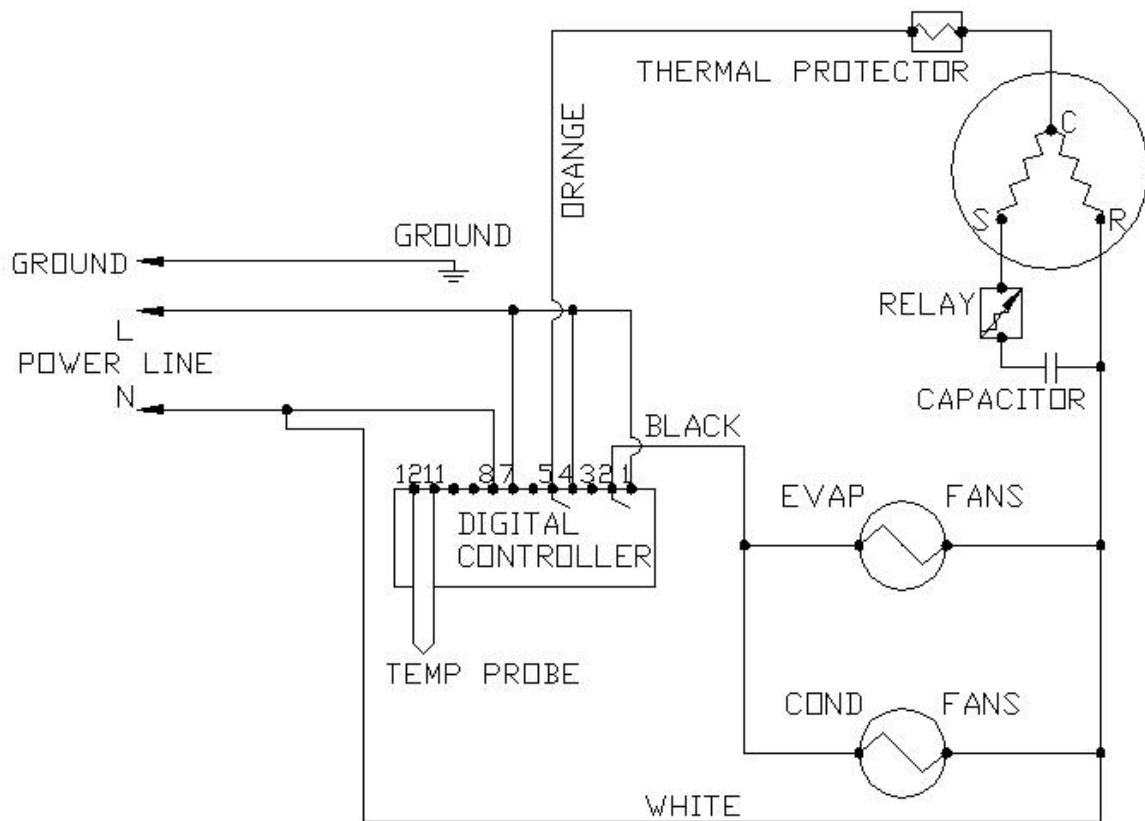 THERMAL PROTECTOR
ORANGE
C
S
R
GROUND
GROUND
RELAY
L
POWER LINE
N
CAPACITOR
BLACK
1211 87 54321
EVAP FANS
DIGITAL
CONTROLLER
TEMP PROBE
COND FANS
WHITE